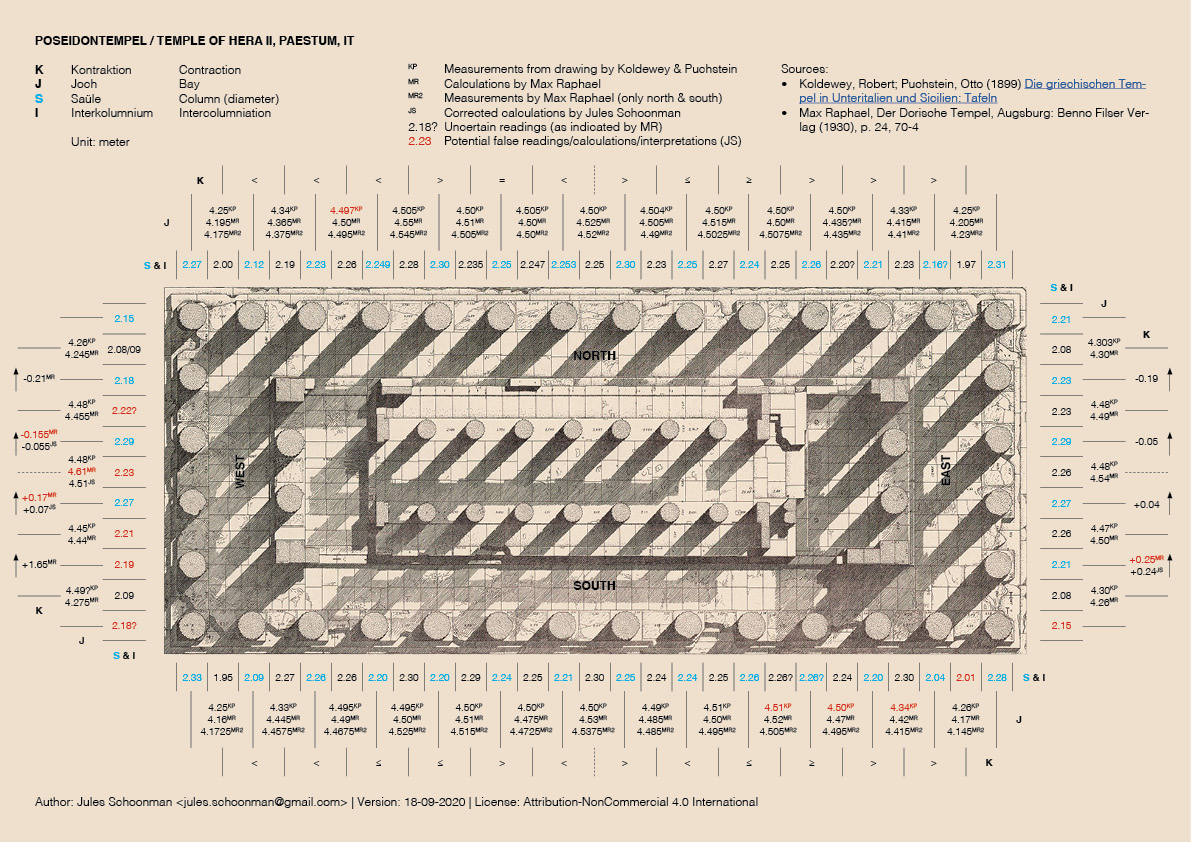 POSEIDONTEMPEL / TEMPLE OF HERA II, PAESTUM, IT
K Kontraktion Contraction
J Joch Bay
S Saüle Column (diameter)
I Interkolumnium Intercolumniation
Unit: meter
KP Measurements from drawing by Koldewey & Puchstein
MR Calculations by Max Raphael
MR2 Measurements by Max Raphael (only north & south)
JS Corrected calculations by Jules Schoonman
2.18? Uncertain readings (as indicated by MR)
2.23 Potential false readings/calculations/interpretations (JS)
Sources:
• Koldewey, Robert; Puchstein, Otto (1899) Die griechischen Tem-
pel in Unteritalien und Sicilien: Tafeln
• Max Raphael, Der Dorische Tempel, Augsburg: Benno Filser Ver-
lag (1930), p. 24, 70-4
K < < < > = < > ≤ ≥ > > >
J 4.25KP 4.34KP 4.497KP 4.505KP 4.50KP 4.505KP 4.50KP 4.504KP 4.50KP 4.50KP 4.50KP 4.33KP 4.25KP
4.195MR 4.365MR 4.50MR 4.55MR 4.51MR 4.50MR 4.525MR 4.505MR 4.515MR 4.50MR 4.435?MR 4.415MR 4.205MR
4.175MR2 4.375MR2 4.495MR2 4.545MR2 4.505MR2 4.50MR2 4.52MR2 4.49MR2 4.5025MR2 4.5075MR2 4.435MR2 4.41MR2 4.23MR2
S & I 2.27 2.00 2.12 2.19 2.23 2.26 2.249 2.28 2.30 2.235 2.25 2.247 2.253 2.25 2.30 2.23 2.25 2.27 2.24 2.25 2.26 2.20? 2.21 2.23 2.16? 1.97 2.31
2.15
4.26KP
4.245MR
2.08/09
-0.21MR
2.18
4.48KP
4.455MR
2.22?
-0.155MR
-0.055JS
2.29
4.48KP
4.61MR
4.51JS
2.23
+0.17MR
+0.07JS
2.27
4.45KP
4.44MR
2.21
+1.65MR
2.19
4.49?KP
4.275MR
2.09
K
2.18?
J
S & I
NORTH
WEST
EAST
SOUTH
S & I
J
2.21
K
2.08
4.303KP
4.30MR
2.23
-0.19
2.23
4.48KP
4.49MR
2.29
-0.05
2.26
4.48KP
4.54MR
2.27
+0.04
2.26
4.47KP
4.50MR
2.21
+0.25MR
+0.24JS
2.08
4.30KP
4.26MR
2.15
2.33 1.95 2.09 2.27 2.26 2.26 2.20 2.30 2.20 2.29 2.24 2.25 2.21 2.30 2.25 2.24 2.24 2.25 2.26 2.26? 2.26? 2.24 2.20 2.30 2.04 2.01 2.28 S & I
4.25KP 4.33KP 4.495KP 4.495KP 4.50KP 4.50KP 4.50KP 4.49KP 4.51KP 4.51KP 4.50KP 4.34KP 4.26KP
4.16MR 4.445MR 4.49MR 4.50MR 4.51MR 4.475MR 4.53MR 4.485MR 4.50MR 4.52MR 4.47MR 4.42MR 4.17MR J
4.1725MR2 4.4575MR2 4.4675MR2 4.525MR2 4.515MR2 4.4725MR2 4.5375MR2 4.485MR2 4.495MR2 4.505MR2 4.495MR2 4.415MR2 4.145MR2
< < ≤ ≤ > < > < ≤ ≥ > > K
Author: Jules Schoonman <jules.schoonman@gmail.com> | Version: 18-09-2020 | License: Attribution-NonCommercial 4.0 International